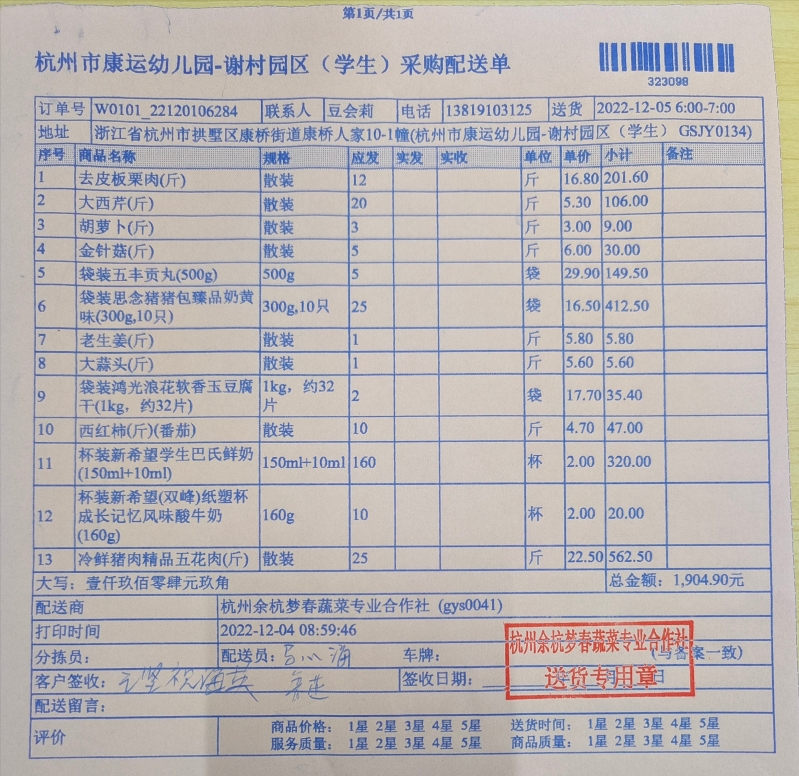 第1页/共1页
杭州市康运幼儿园-谢村园区（学生）采购配送单
323098
订单号 W0101_22120106284 联系人 豆会莉 电话 13819103125 送货 2022-12-05 6:00-7:00
地址 浙江省杭州市拱墅区康桥街道康桥人家10-1幢(杭州市康运幼儿园-谢村园区（学生） GSJY0134)
序号 商品名称 规格 应发 实发 实收 单位 单价 小计 备注
1 去皮板栗肉(斤) 散装 12 斤 16.80 201.60
2 大西芹(斤) 散装 20 斤 5.30 106.00
3 胡萝卜(斤) 散装 3 斤 3.00 9.00
4 金针菇(斤) 散装 5 斤 6.00 30.00
5 袋装五丰贡丸(500g) 500g 5 袋 29.90 149.50
6 袋装思念猪猪包臻品奶黄
味(300g,10只) 300g,10只 25 袋 16.50 412.50
7 老生姜(斤) 散装 1 斤 5.80 5.80
8 大蒜头(斤) 散装 1 斤 5.60 5.60
9 袋装鸿光浪花软香玉豆腐
干(1kg，约32片) 1kg，约32
片 2 袋 17.70 35.40
10 西红柿(斤)(番茄) 散装 10 斤 4.70 47.00
11 杯装新希望学生巴氏鲜奶
(150ml+10ml) 150ml+10ml 160 杯 2.00 320.00
12 杯装新希望(双峰)纸塑杯
成长记忆风味酸牛奶
(160g) 160g 10 杯 2.00 20.00
13 冷鲜猪肉精品五花肉(斤) 散装 25 斤 22.50 562.50
大写：壹仟玖佰零肆元玖角 总金额：1,904.90元
配送商 杭州余杭梦春蔬菜专业合作社 (gys0041)
打印时间 2022-12-04 08:59:46
分拣员： 配送员： 车牌： (与备案一致)
杭州余杭梦春蔬菜专业合作社
送货专用章
客户签收： 签收日期： 月 日
配送留言：
评价 商品价格： 1星 2星 3星 4星 5星 送货时间： 1星 2星 3星 4星 5星
服务质量： 1星 2星 3星 4星 5星 商品质量： 1星 2星 3星 4星 5星